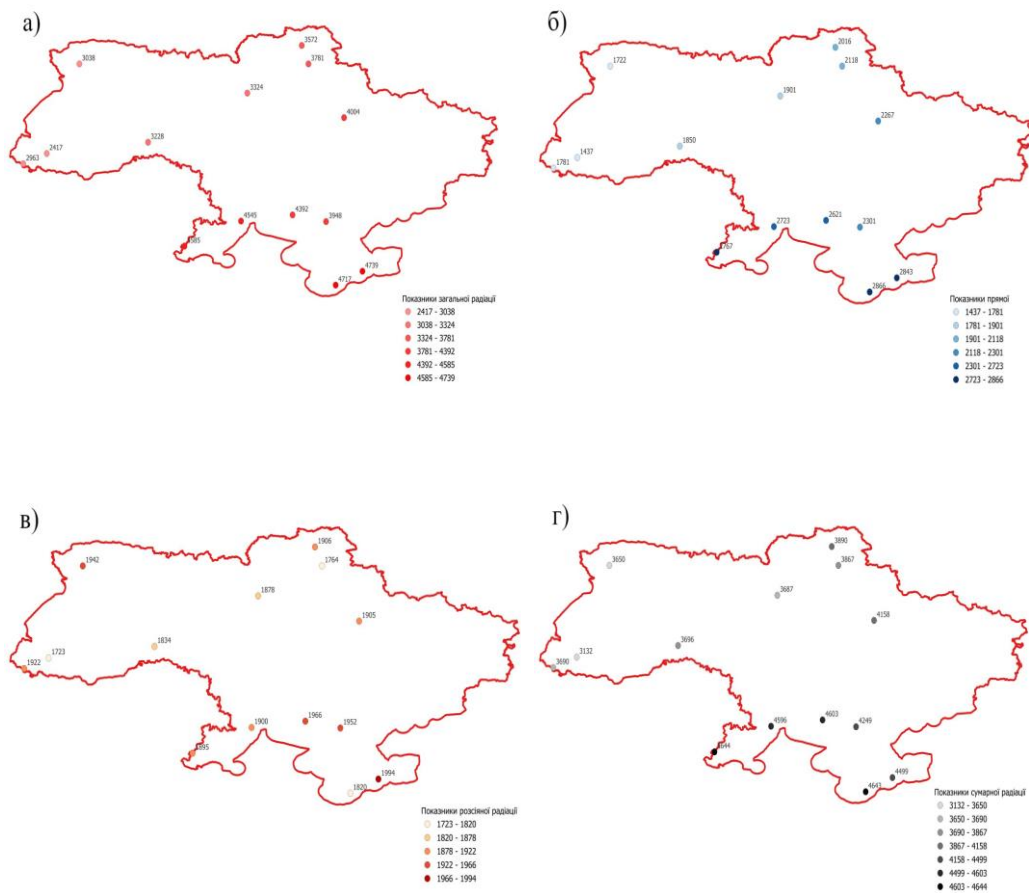 а)
3572
3038
3781
3324
4004
3228
2417
2963
4545
4392
3948
4585
4739
4717
Показники загальної радіації
2417 - 3038
3038 - 3324
3324 - 3781
3781 - 4392
4392 - 4585
4585 - 4739
б)
2016
1722
2118
1901
2267
1850
1437
1781
2723
2621
2301
2767
2843
2866
Показники прямої
1437 - 1781
1781 - 1901
1901 - 2118
2118 - 2301
2301 - 2723
2723 - 2866
в)
1906
1942
1764
1878
1905
1834
1723
1922
1900
1966
1952
1895
1994
1820
Показники розсіяної радіації
1723 - 1820
1820 - 1878
1878 - 1922
1922 - 1966
1966 - 1994
г)
3890
3650
3867
3687
4158
3696
3132
3690
4596
4603
4249
4644
4499
4643
Показники сумарної радіації
3132 - 3650
3650 - 3690
3690 - 3867
3867 - 4158
4158 - 4499
4499 - 4603
4603 - 4644